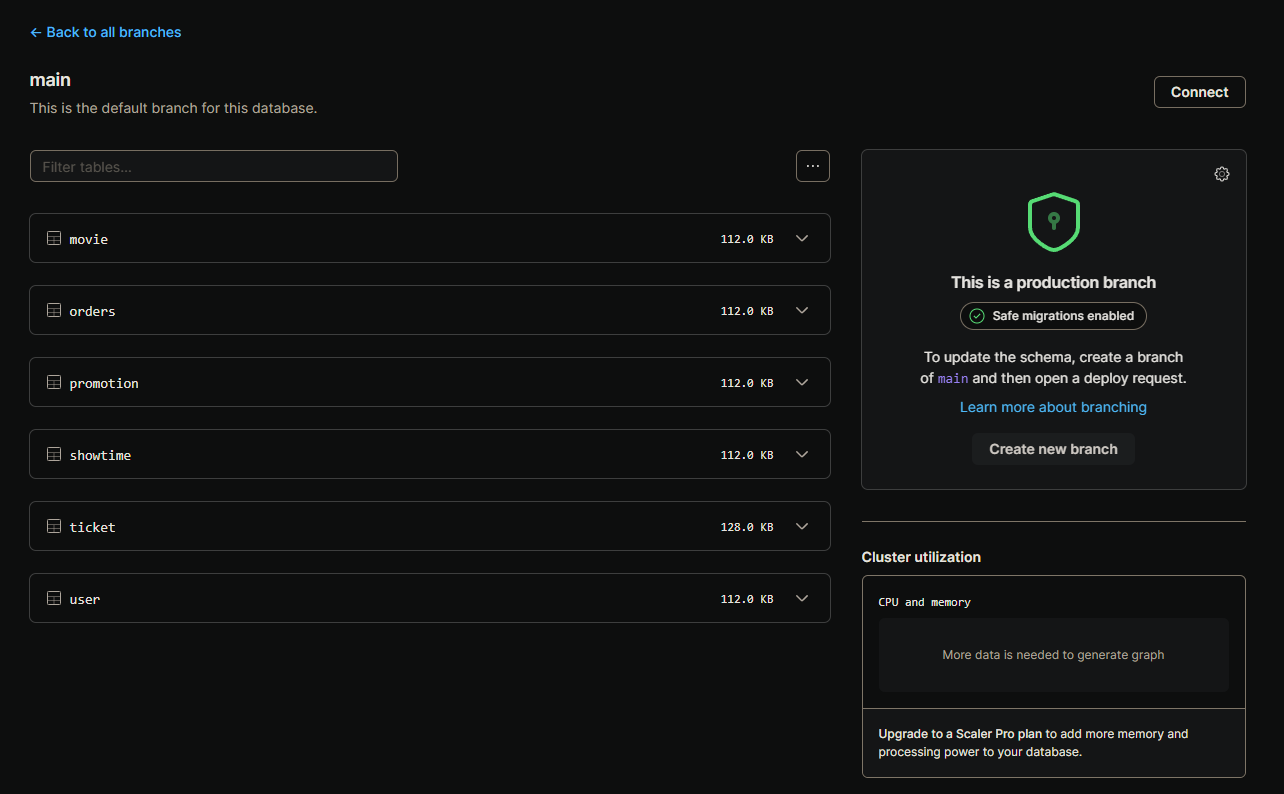 ← Back to all branches
main
This is the default branch for this database.
Connect
Filter tables...
...
movie 112.0 KB
orders 112.0 KB
promotion 112.0 KB
showtime 112.0 KB
ticket 128.0 KB
user 112.0 KB
This is a production branch
Safe migrations enabled
To update the schema, create a branch
of main and then open a deploy request.
Learn more about branching
Create new branch
Cluster utilization
CPU and memory
More data is needed to generate graph
Upgrade to a Scaler Pro plan to add more memory and
processing power to your database.